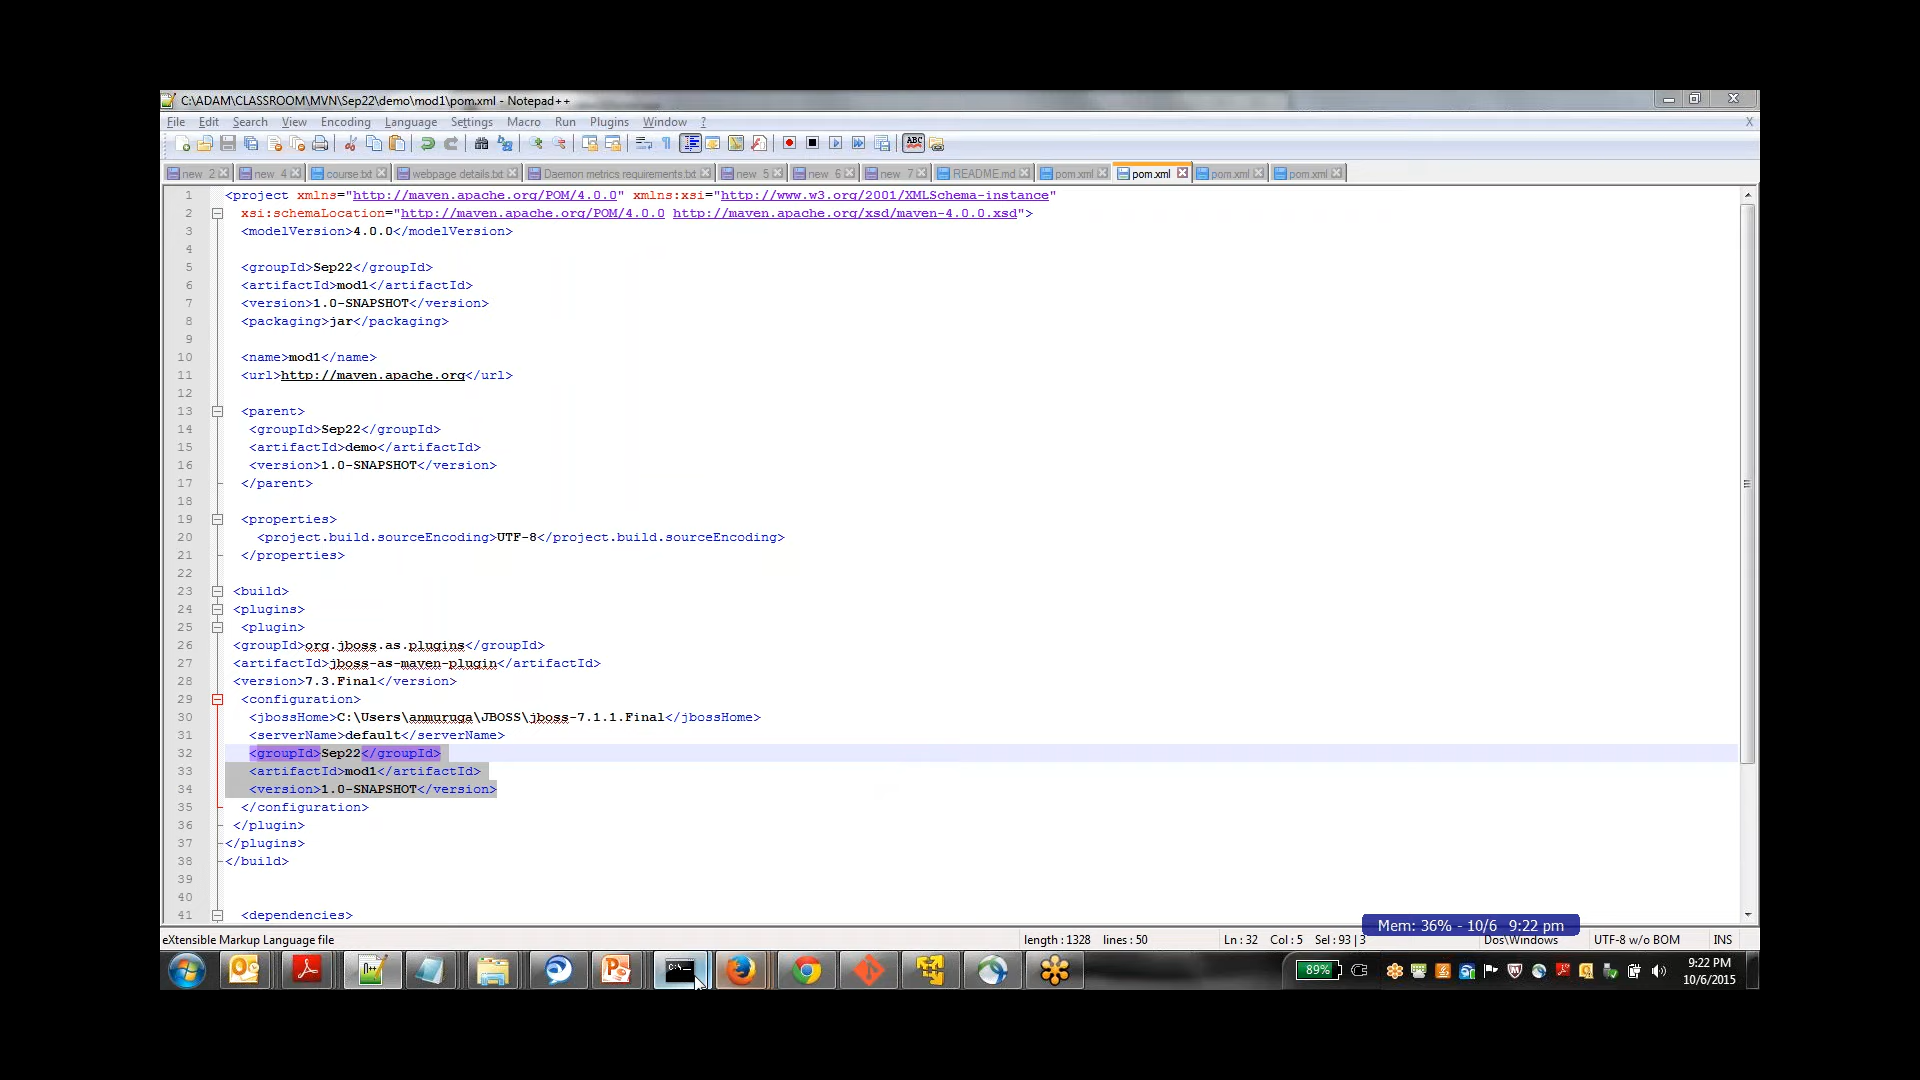 C:\ADAM\CLASSROOM\MVN\Sep22\demo\mod1\pom.xml - Notepad++
File Edit Search View Encoding Language Settings Macro Run Plugins Window ? X
new 2 new 4 course.txt webpage details.txt Daemon metrics requirements.txt new 5 new 6 new 7 README.md pom.xml pom.xml pom.xml pom.xml
1 <project xmlns="http://maven.apache.org/POM/4.0.0" xmlns:xsi="http://www.w3.org/2001/XMLSchema-instance"
2 xsi:schemaLocation="http://maven.apache.org/POM/4.0.0 http://maven.apache.org/xsd/maven-4.0.0.xsd">
3 <modelVersion>4.0.0</modelVersion>
4
5 <groupId>Sep22</groupId>
6 <artifactId>mod1</artifactId>
7 <version>1.0-SNAPSHOT</version>
8 <packaging>jar</packaging>
9
10 <name>mod1</name>
11 <url>http://maven.apache.org</url>
12
13 <parent>
14 <groupId>Sep22</groupId>
15 <artifactId>demo</artifactId>
16 <version>1.0-SNAPSHOT</version>
17 </parent>
18
19 <properties>
20 <project.build.sourceEncoding>UTF-8</project.build.sourceEncoding>
21 </properties>
22
23 <build>
24 <plugins>
25 <plugin>
26 <groupId>org.jboss.as.plugins</groupId>
27 <artifactId>jboss-as-maven-plugin</artifactId>
28 <version>7.3.Final</version>
29 <configuration>
30 <jbossHome>C:\Users\anmuruga\JBOSS\jboss-7.1.1.Final</jbossHome>
31 <serverName>default</serverName>
32 <groupId>Sep22</groupId>
33 <artifactId>mod1</artifactId>
34 <version>1.0-SNAPSHOT</version>
35 </configuration>
36 </plugin>
37 </plugins>
38 </build>
39
40
41 <dependencies>
Mem: 36% - 10/6 9:22 pm
eXtensible Markup Language file length : 1328 lines : 50 Ln : 32 Col : 5 Sel : 93 | 3 Dos\Windows UTF-8 w/o BOM INS
89% 9:22 PM
10/6/2015